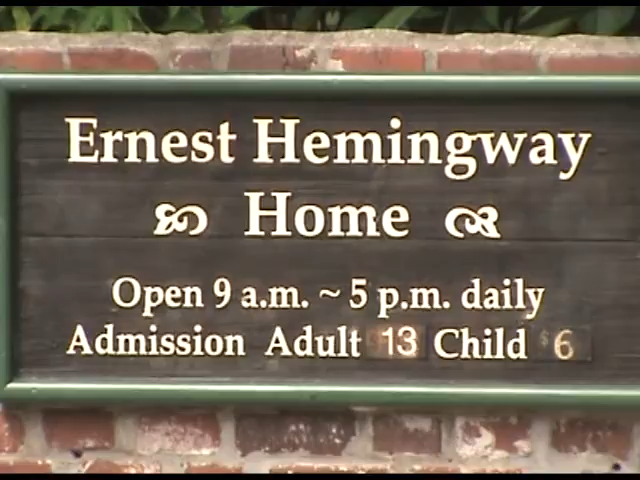 Ernest Hemingway
Home
Open 9 a.m. ~ 5 p.m. daily
Admission Adult $13 Child $6